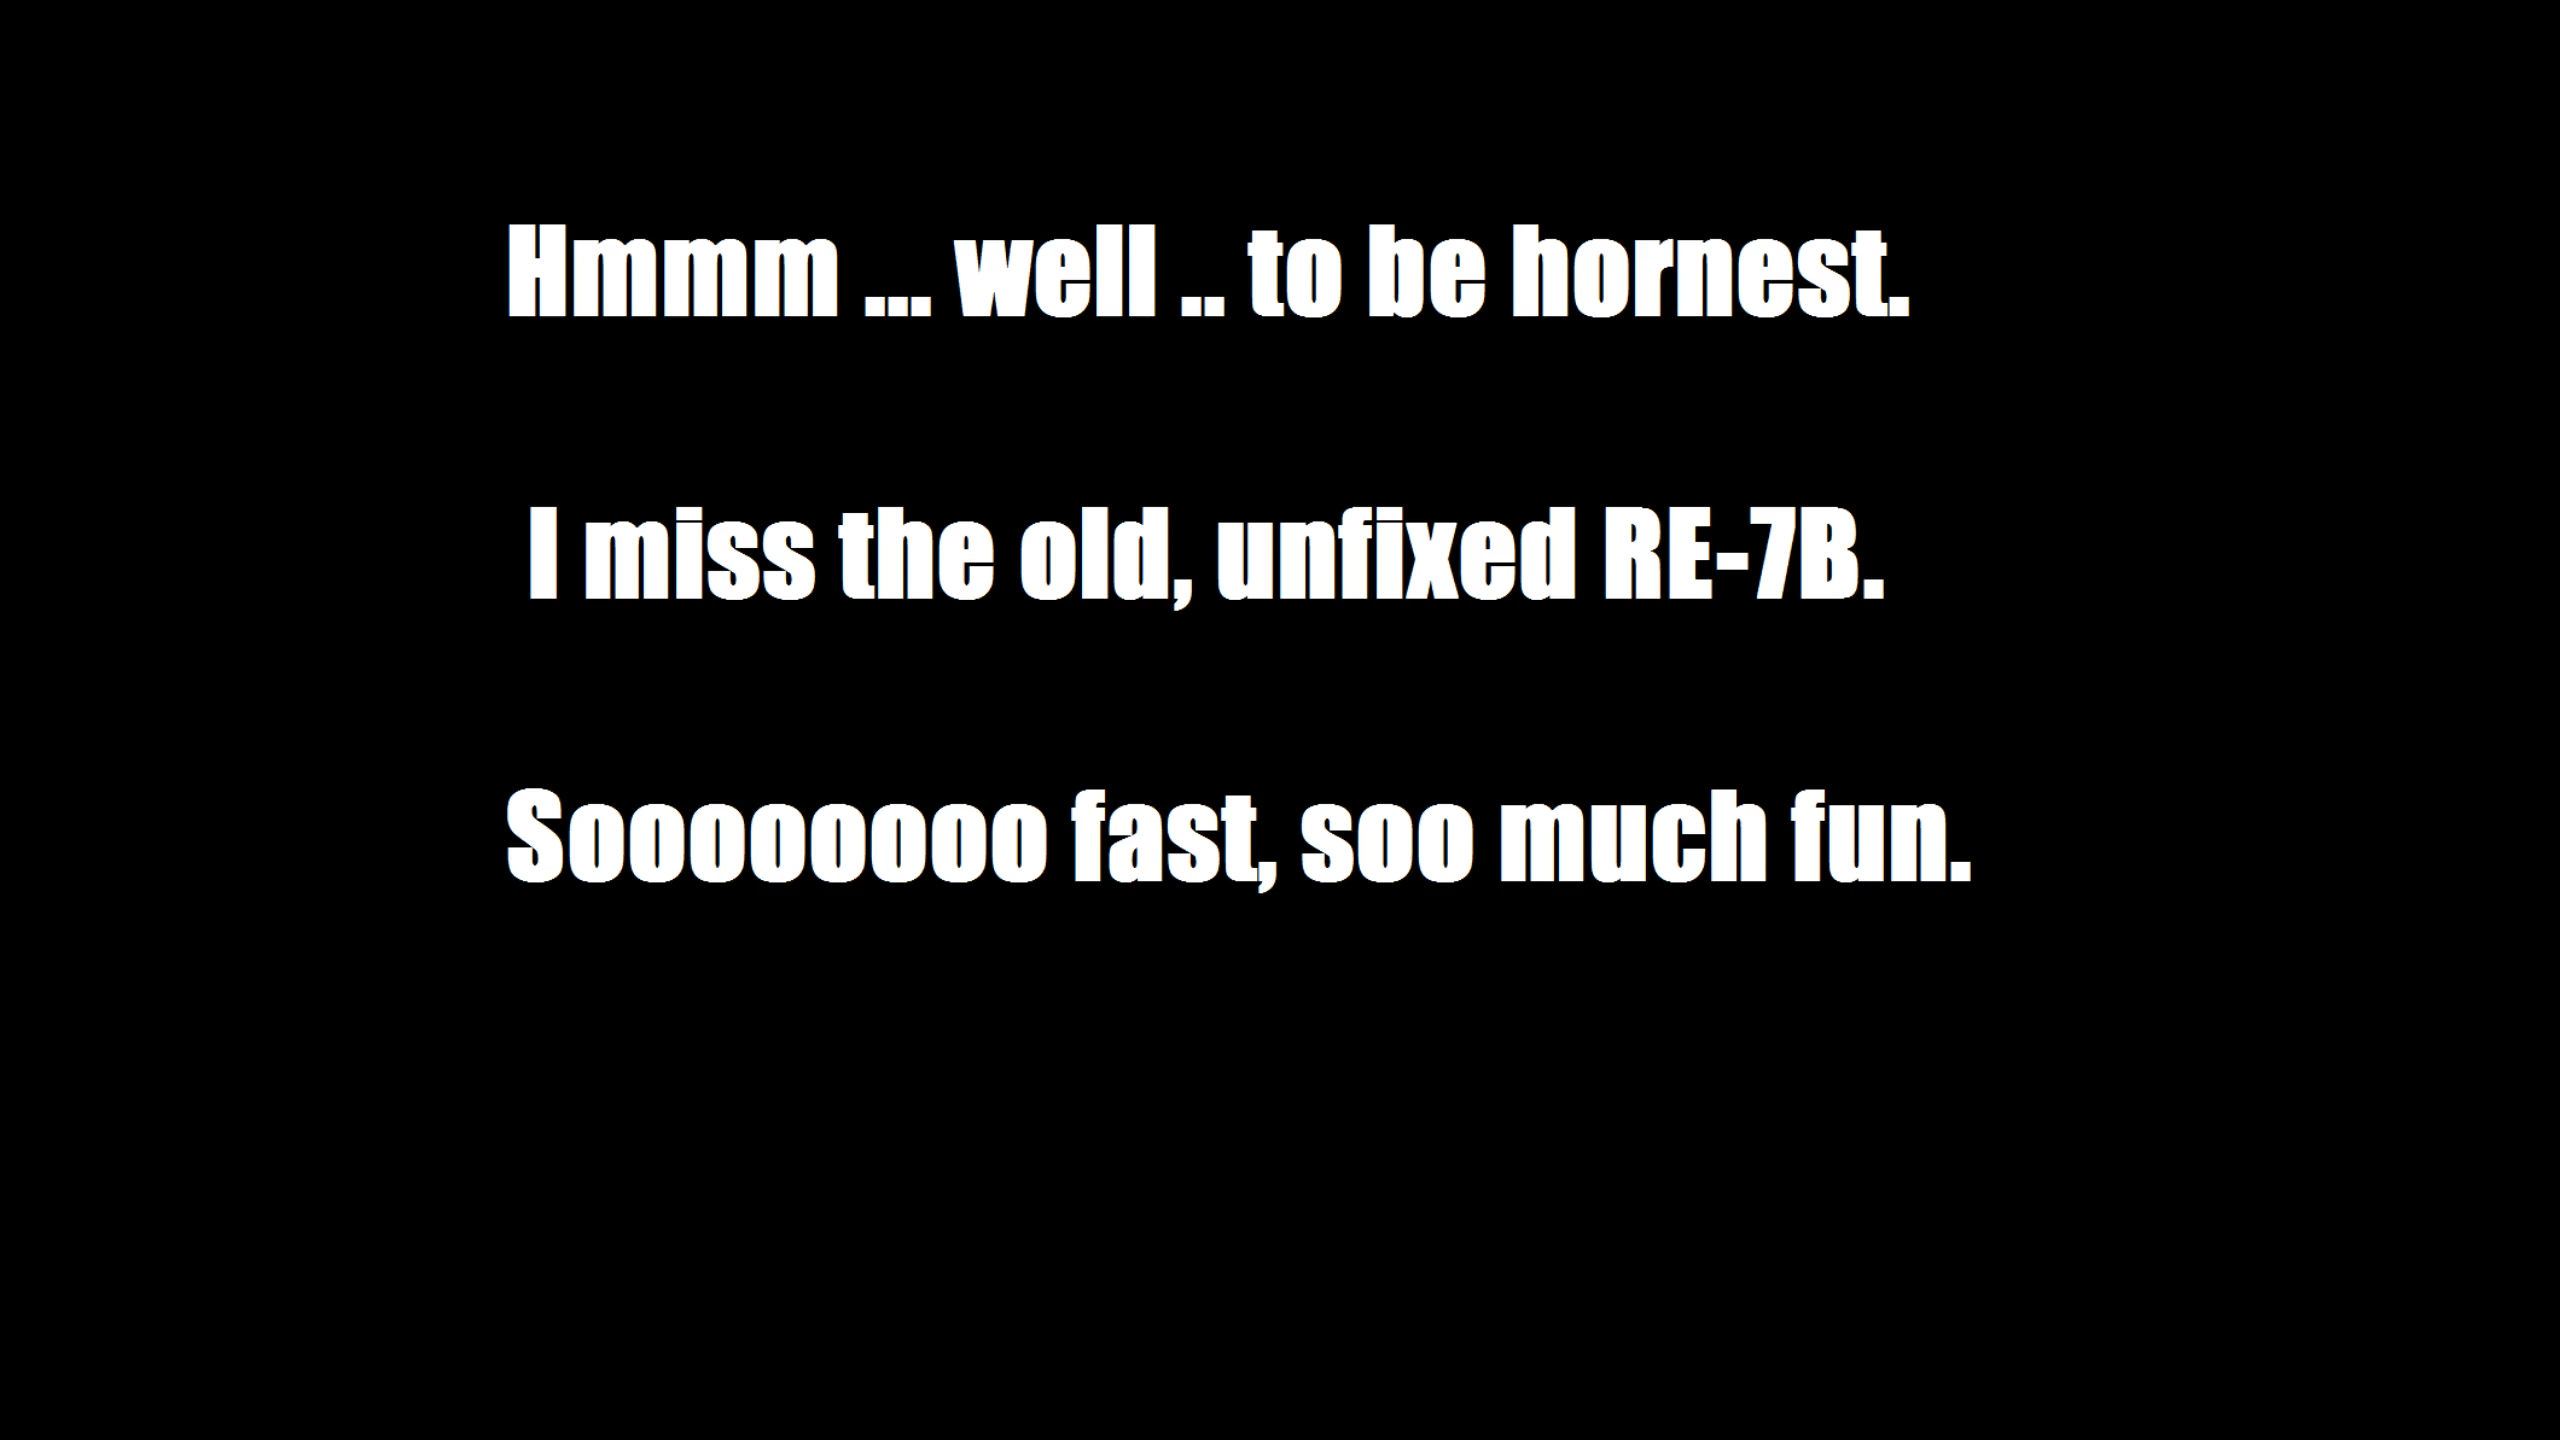 Hmmm ... well .. to be hornest.
I miss the old, unfixed RE-7B.
Soooooooo fast, soo much fun.